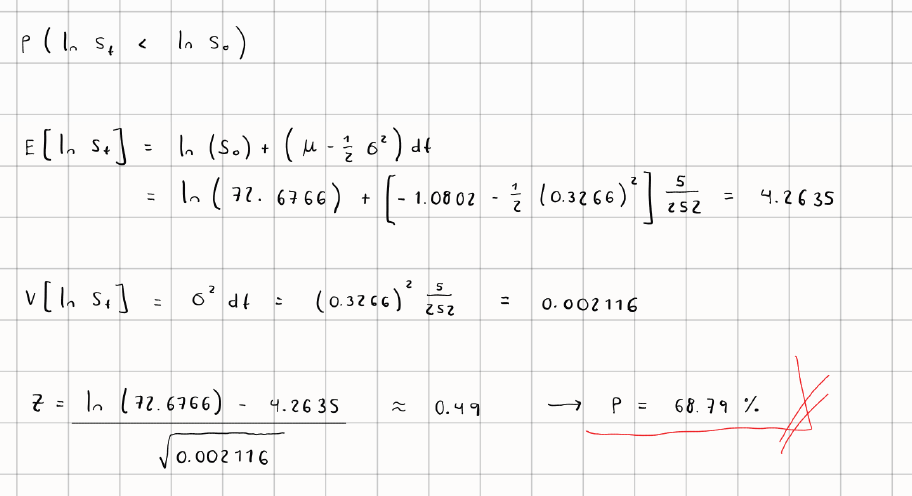 P ( ln S_t < ln S_0 )
E [ ln S_t ] = ln (S_0) + ( μ - 1/2 σ² ) dt
= ln ( 72.6766 ) + [ -1.0802 - 1/2 (0.3266)² ] 5/252 = 4.2635
V [ ln S_t ] = σ² dt = (0.3266)² 5/252 = 0.002116
Z = ( ln (72.6766) - 4.2635 ) / √0.002116 ≈ 0.49 → P = 68.79 %